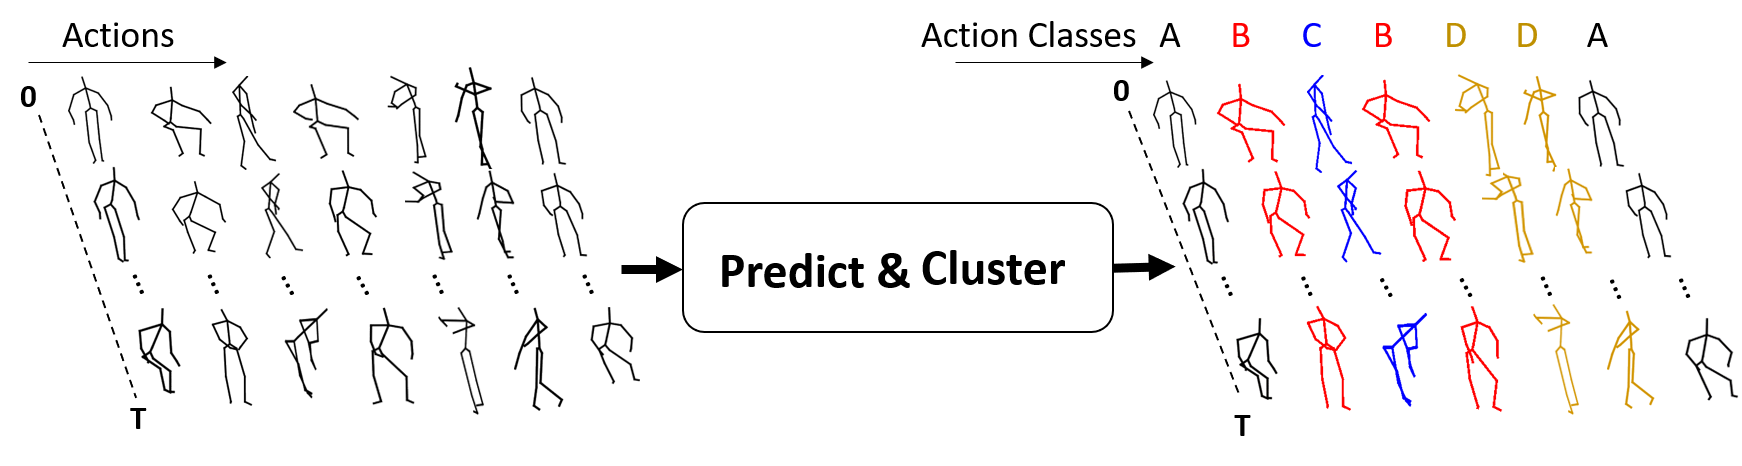 Actions
0
T
Predict & Cluster
Action Classes A B C B D D A
0
T